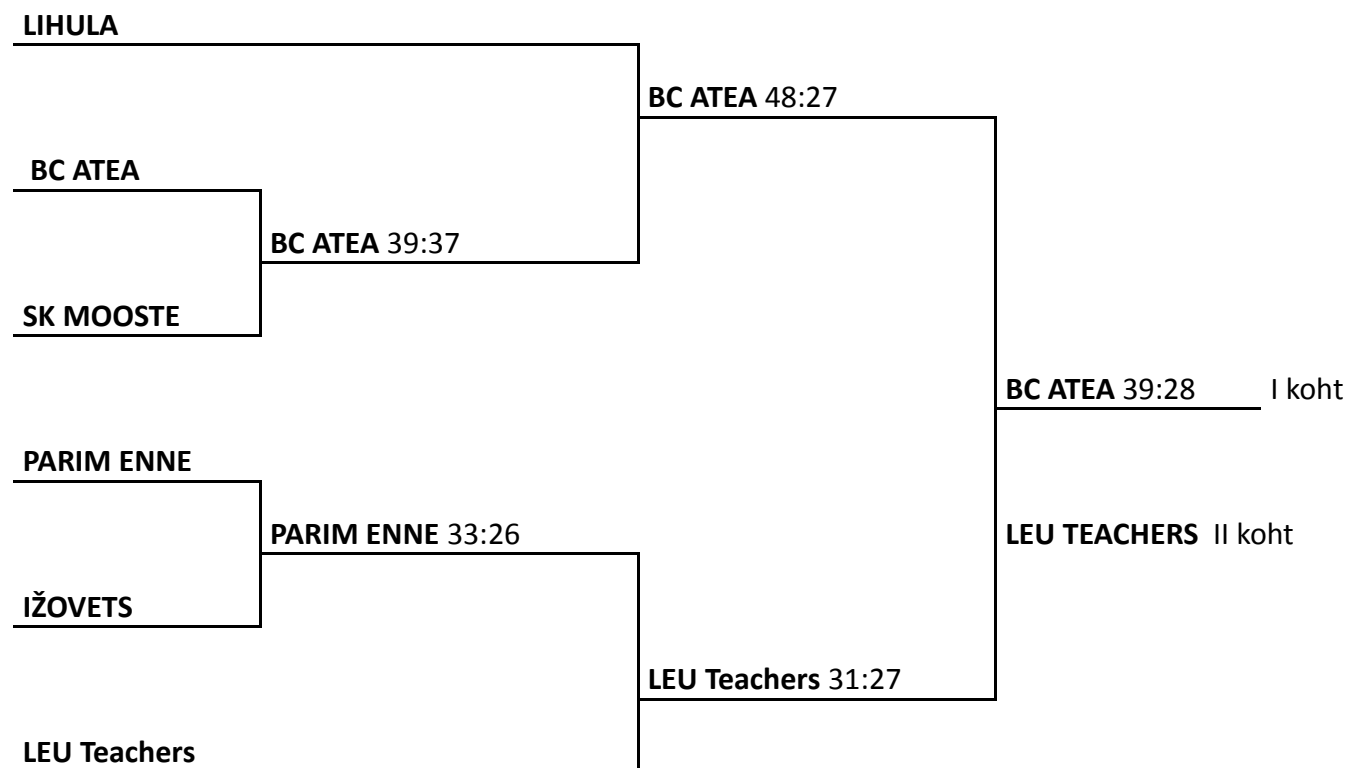 LIHULA
BC ATEA 48:27
BC ATEA
BC ATEA 39:37
SK MOOSTE
BC ATEA 39:28 I koht
PARIM ENNE
PARIM ENNE 33:26
LEU TEACHERS II koht
IŽOVETS
LEU Teachers 31:27
LEU Teachers